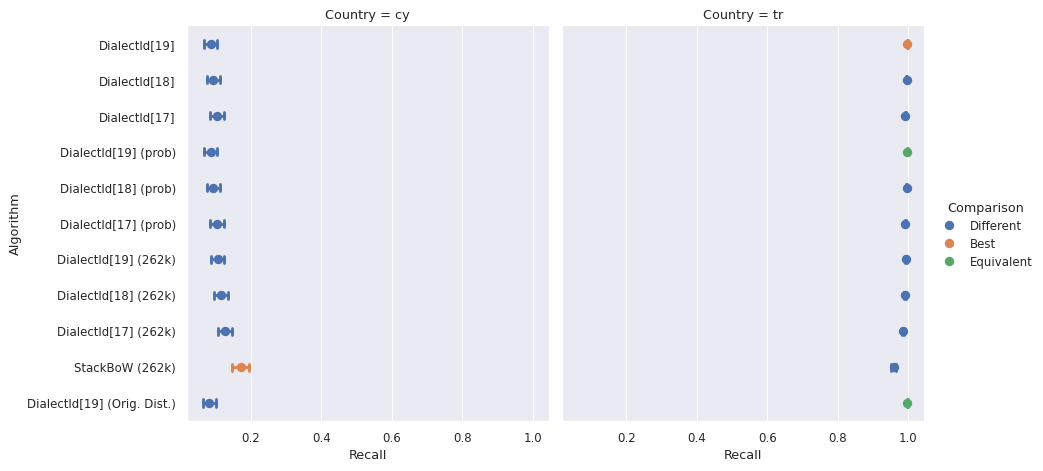 Country = cy
Country = tr
DialectId[19]
DialectId[18]
DialectId[17]
DialectId[19] (prob)
DialectId[18] (prob)
DialectId[17] (prob)
DialectId[19] (262k)
DialectId[18] (262k)
DialectId[17] (262k)
StackBoW (262k)
DialectId[19] (Orig. Dist.)
Algorithm
0.2 0.4 0.6 0.8 1.0
0.2 0.4 0.6 0.8 1.0
Recall
Recall
Comparison
Different
Best
Equivalent